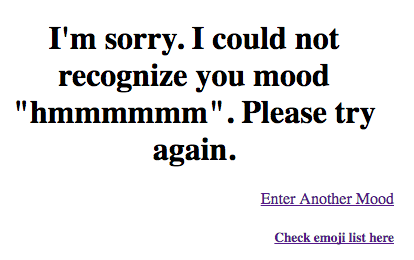 I'm sorry. I could not
recognize you mood
"hmmmmmm". Please try
again.
Enter Another Mood
Check emoji list here